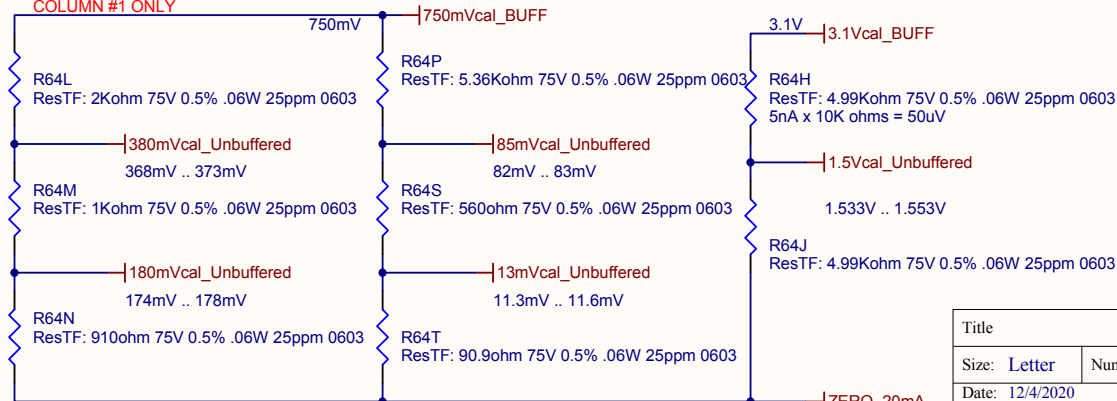 COLUMN #1 ONLY
750mV
750mVcal_BUFF
3.1V
3.1Vcal_BUFF
R64L
ResTF: 2Kohm 75V 0.5% .06W 25ppm 0603
R64P
ResTF: 5.36Kohm 75V 0.5% .06W 25ppm 0603
R64H
ResTF: 4.99Kohm 75V 0.5% .06W 25ppm 0603
5nA x 10K ohms = 50uV
380mVcal_Unbuffered
368mV .. 373mV
85mVcal_Unbuffered
82mV .. 83mV
1.5Vcal_Unbuffered
1.533V .. 1.553V
R64M
ResTF: 1Kohm 75V 0.5% .06W 25ppm 0603
R64S
ResTF: 560ohm 75V 0.5% .06W 25ppm 0603
R64J
ResTF: 4.99Kohm 75V 0.5% .06W 25ppm 0603
180mVcal_Unbuffered
174mV .. 178mV
13mVcal_Unbuffered
11.3mV .. 11.6mV
R64N
ResTF: 910ohm 75V 0.5% .06W 25ppm 0603
R64T
ResTF: 90.9ohm 75V 0.5% .06W 25ppm 0603
ZERO_20mA
Title
Size: Letter
Num
Date: 12/4/2020